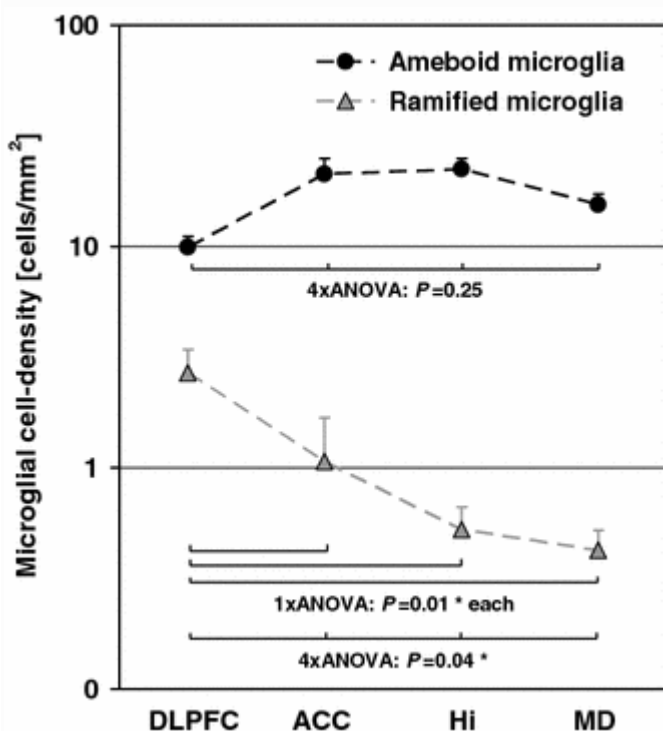 100
Ameboid microglia
Ramified microglia
Microglial cell-density [cells/mm²]
10
4xANOVA: P=0.25
1
1xANOVA: P=0.01 * each
4xANOVA: P=0.04 *
0
DLPFC ACC Hi MD